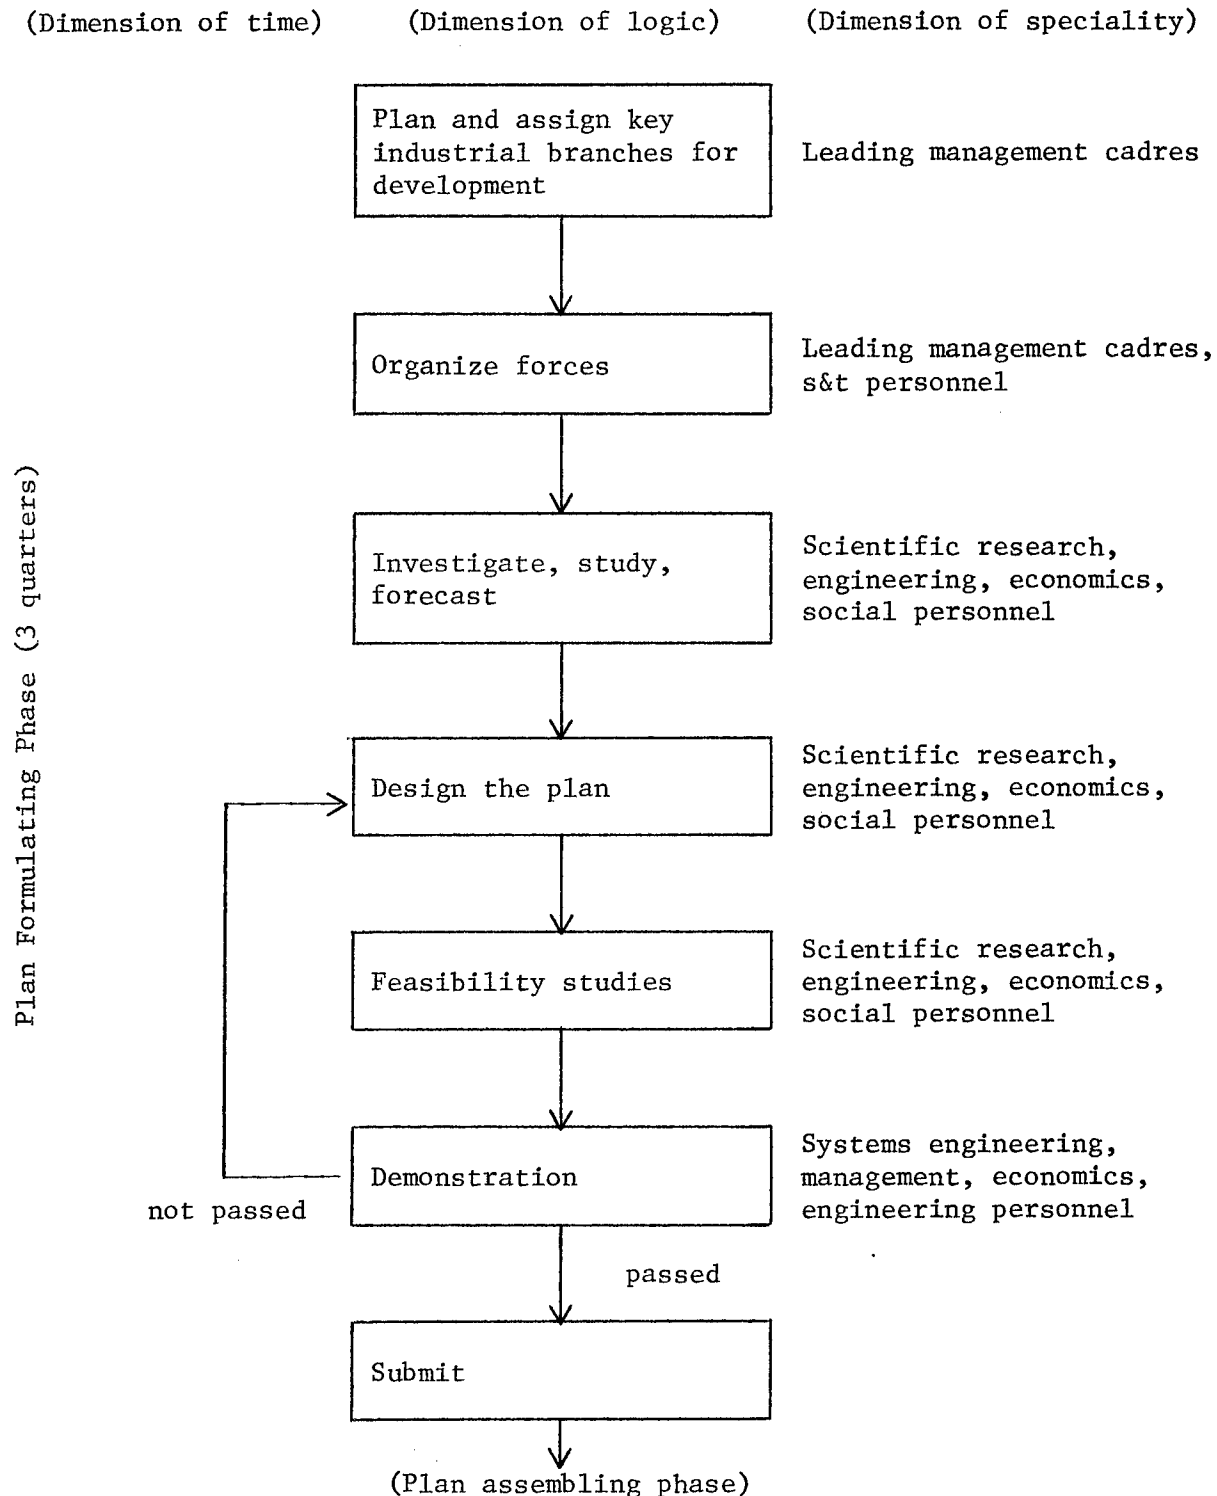 (Dimension of time) (Dimension of logic) (Dimension of speciality)
Plan and assign key
industrial branches for
development
Leading management cadres
Organize forces
Leading management cadres,
s&t personnel
Plan Formulating Phase (3 quarters)
Investigate, study,
forecast
Scientific research,
engineering, economics,
social personnel
Design the plan
Scientific research,
engineering, economics,
social personnel
Feasibility studies
Scientific research,
engineering, economics,
social personnel
Demonstration
Systems engineering,
management, economics,
engineering personnel
not passed
passed
Submit
(Plan assembling phase)